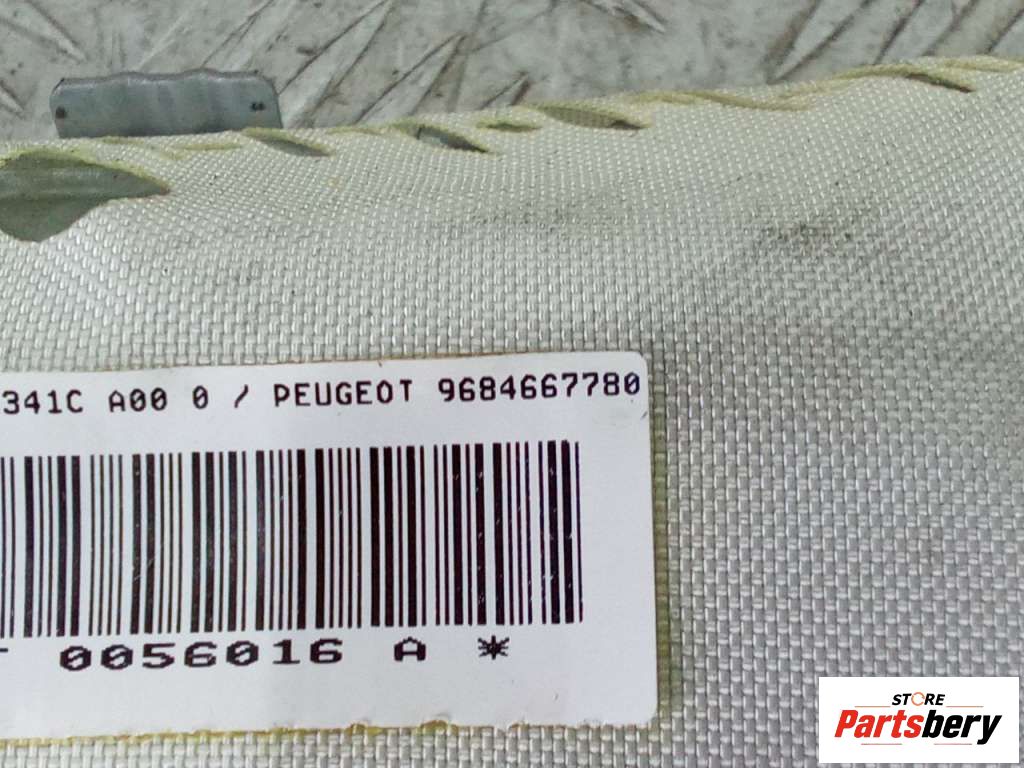 341C A00 0 / PEUGEOT 9684667780
0056016 A *
STORE
Partsbery